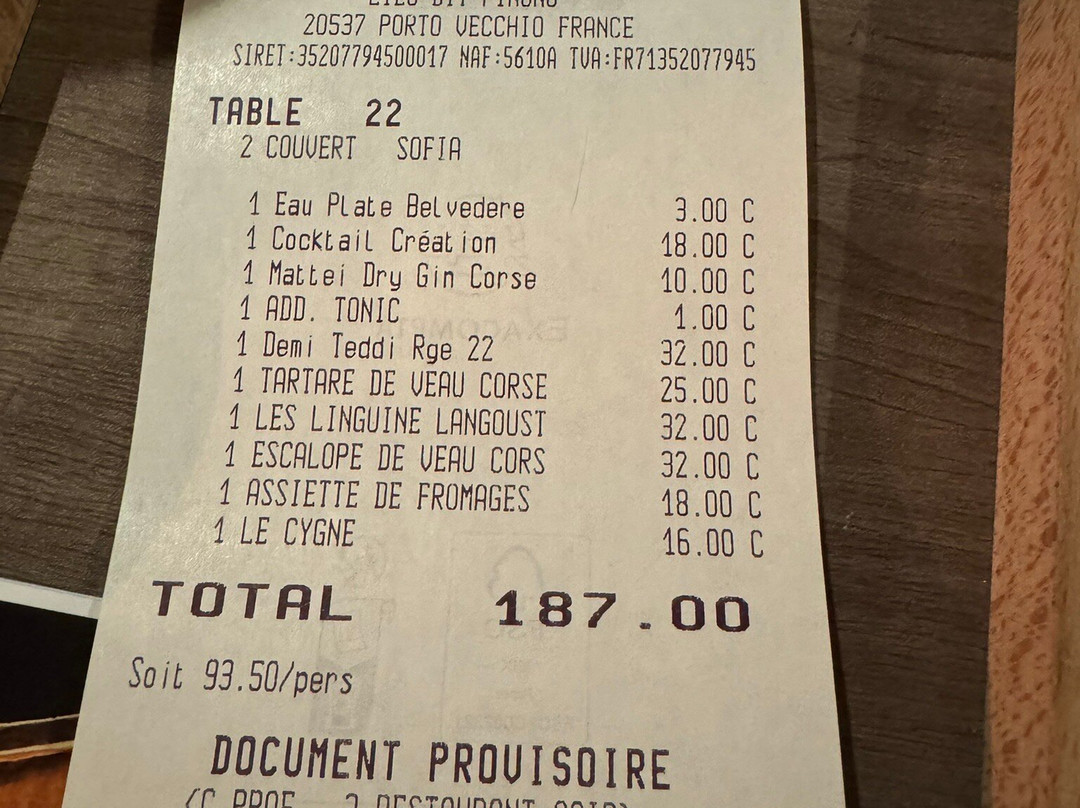 20537 PORTO VECCHIO FRANCE
SIRET:35207794500017 NAF:5610A TVA:FR71352077945
TABLE 22
2 COUVERT SOFIA
1 Eau Plate Belvedere 3.00 C
1 Cocktail Création 18.00 C
1 Mattei Dry Gin Corse 10.00 C
1 ADD. TONIC 1.00 C
1 Demi Teddi Rge 22 32.00 C
1 TARTARE DE VEAU CORSE 25.00 C
1 LES LINGUINE LANGOUST 32.00 C
1 ESCALOPE DE VEAU CORS 32.00 C
1 ASSIETTE DE FROMAGES 18.00 C
1 LE CYGNE 16.00 C
TOTAL 187.00
Soit 93.50/pers
DOCUMENT PROVISOIRE